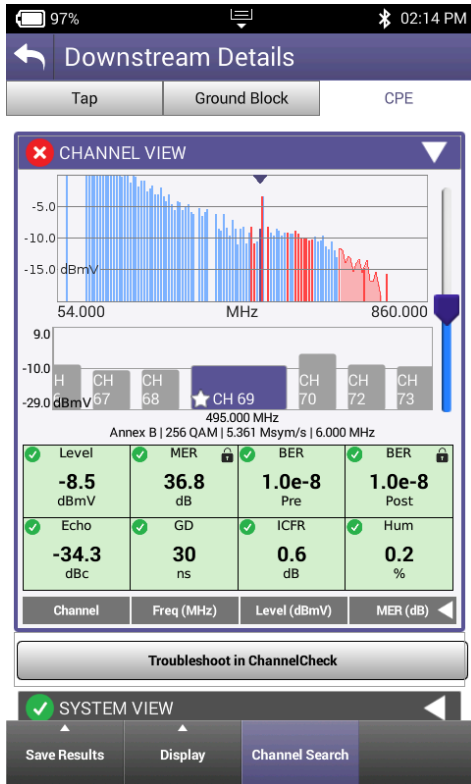 97%
02:14 PM
Downstream Details
Tap
Ground Block
CPE
CHANNEL VIEW
-5.0
-10.0
-15.0 dBmV
54.000 MHz 860.000
9.0
-10.0
-29.0 dBmV
H CH CH CH CH CH
67 68 CH 69 70 72 73
495.000 MHz
Annex B | 256 QAM | 5.361 Msym/s | 6.000 MHz
Level MER BER BER
-8.5 36.8 1.0e-8 1.0e-8
dBmV dB Pre Post
Echo GD ICFR Hum
-34.3 30 0.6 0.2
dBc ns dB %
Channel Freq (MHz) Level (dBmV) MER (dB)
Troubleshoot in ChannelCheck
SYSTEM VIEW
Save Results Display Channel Search